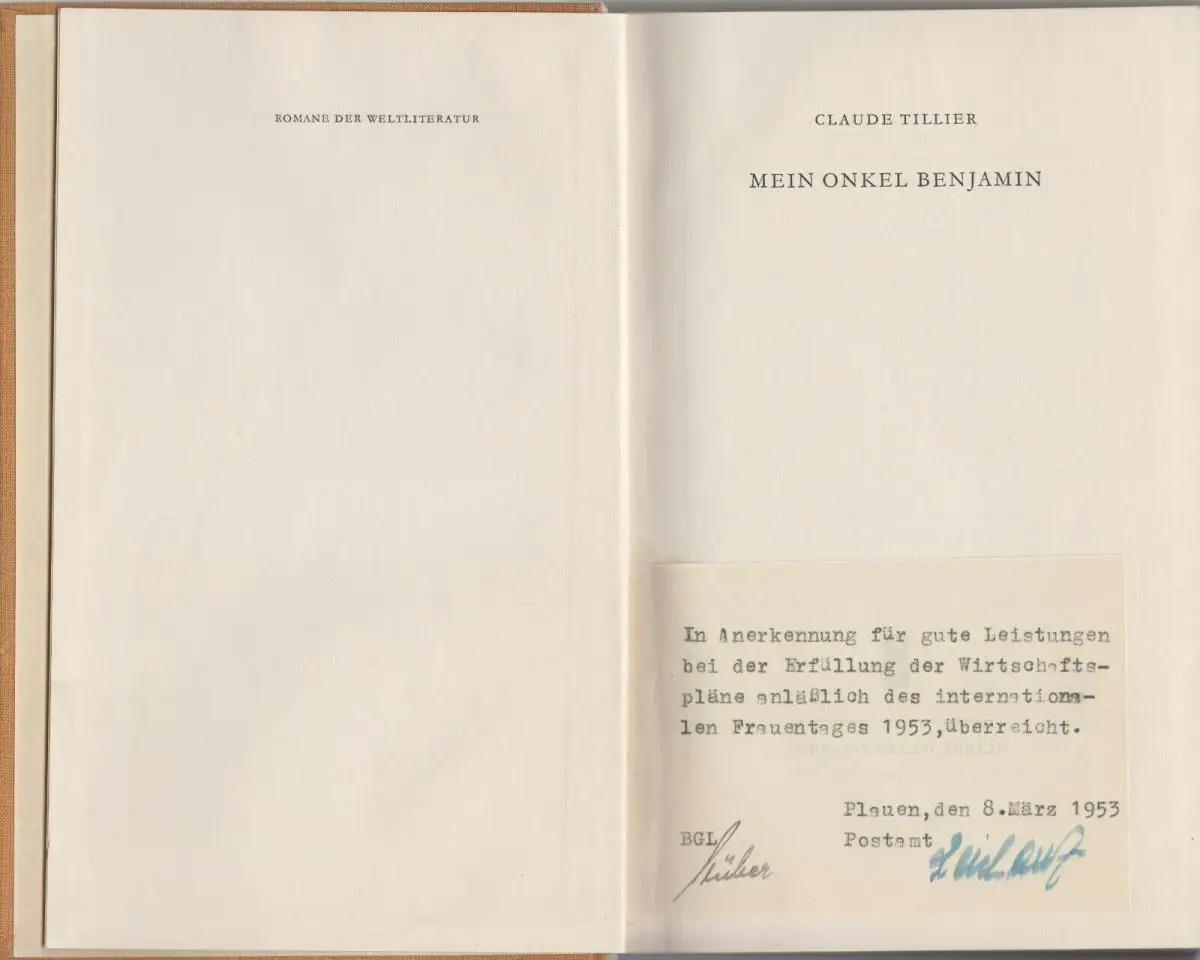 ROMANE DER WELTLITERATUR
CLAUDE TILLIER
MEIN ONKEL BENJAMIN
In Anerkennung für gute Leistungen
bei der Erfüllung der Wirtschafts-
pläne anläßlich des internationa-
len Frauentages 1953,überreicht.
Plauen,den 8.März 1953
BGL Postamt